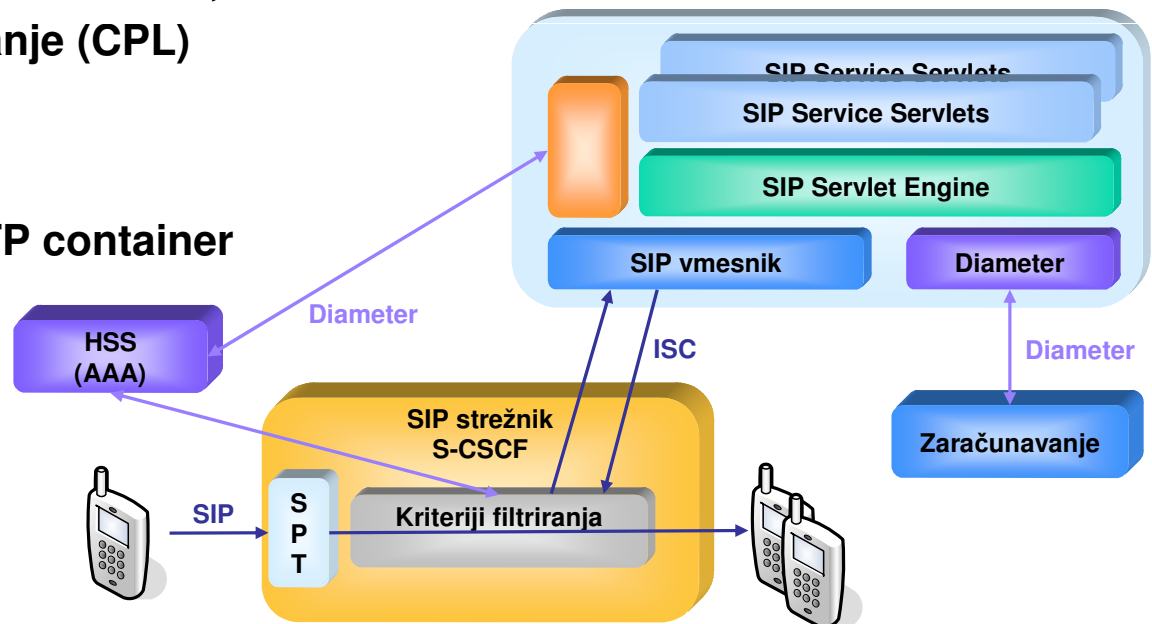 anje (CPL)
SIP Service Servlets
SIP Service Servlets
SIP Servlet Engine
TP container
SIP vmesnik
Diameter
Diameter
HSS
(AAA)
ISC
Diameter
SIP strežnik
S-CSCF
Zaračunavanje
SIP
S
P
T
Kriteriji filtriranja